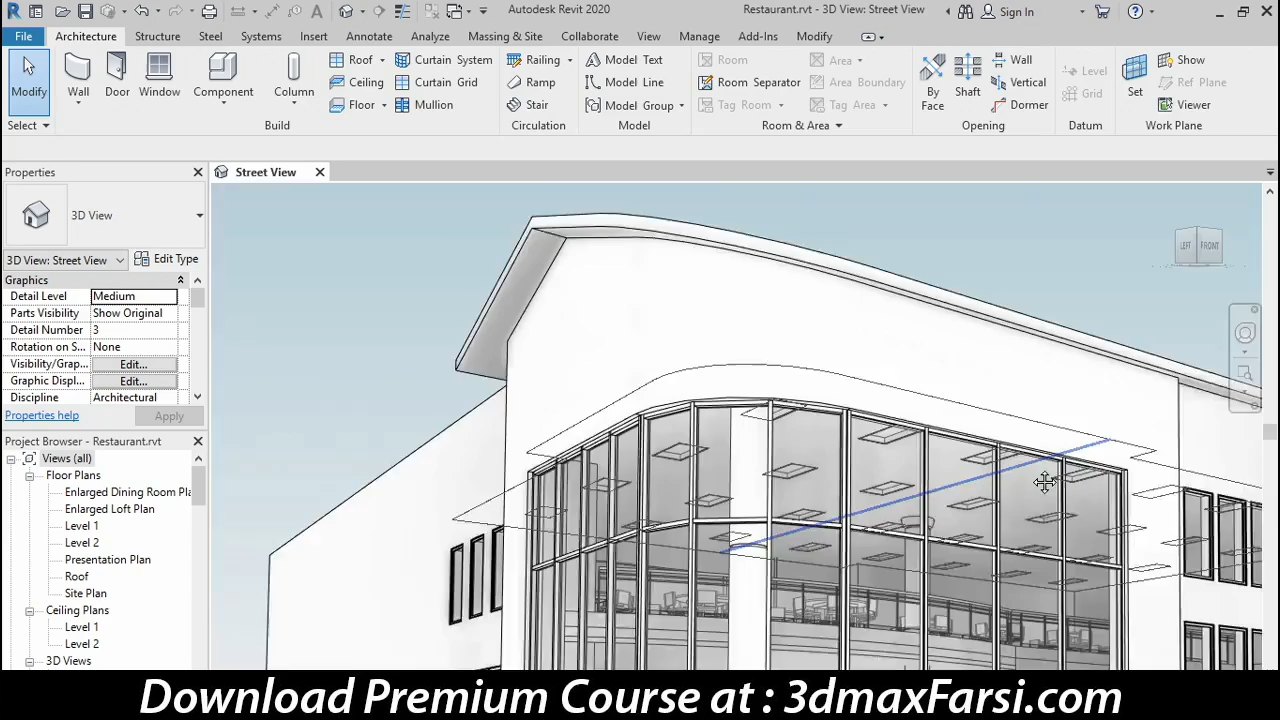 Autodesk Revit 2020
Restaurant.rvt - 3D View: Street View
Sign In
File Architecture Structure Steel Systems Insert Annotate Analyze Massing & Site Collaborate View Manage Add-Ins Modify
Modify Wall Door Window Component Column
Roof Curtain System
Ceiling Curtain Grid
Floor Mullion
Railing
Ramp
Stair
Model Text
Model Line
Model Group
Room Area
Room Separator Area Boundary
Tag Room Tag Area
By Face
Shaft
Wall
Vertical
Dormer
Level
Grid
Set
Show
Ref Plane
Viewer
Select Build Circulation Model Room & Area Opening Datum Work Plane
Properties
Street View
3D View
3D View: Street View Edit Type
Graphics
Detail Level Medium
Parts Visibility Show Original
Detail Number 3
Rotation on S... None
Visibility/Grap... Edit...
Graphic Displ... Edit...
Discipline Architectural
Properties help Apply
Project Browser - Restaurant.rvt
Views (all)
Floor Plans
Enlarged Dining Room Pla
Enlarged Loft Plan
Level 1
Level 2
Presentation Plan
Roof
Site Plan
Ceiling Plans
Level 1
Level 2
3D Views
LEFT FRONT
Download Premium Course at : 3dmaxFarsi.com